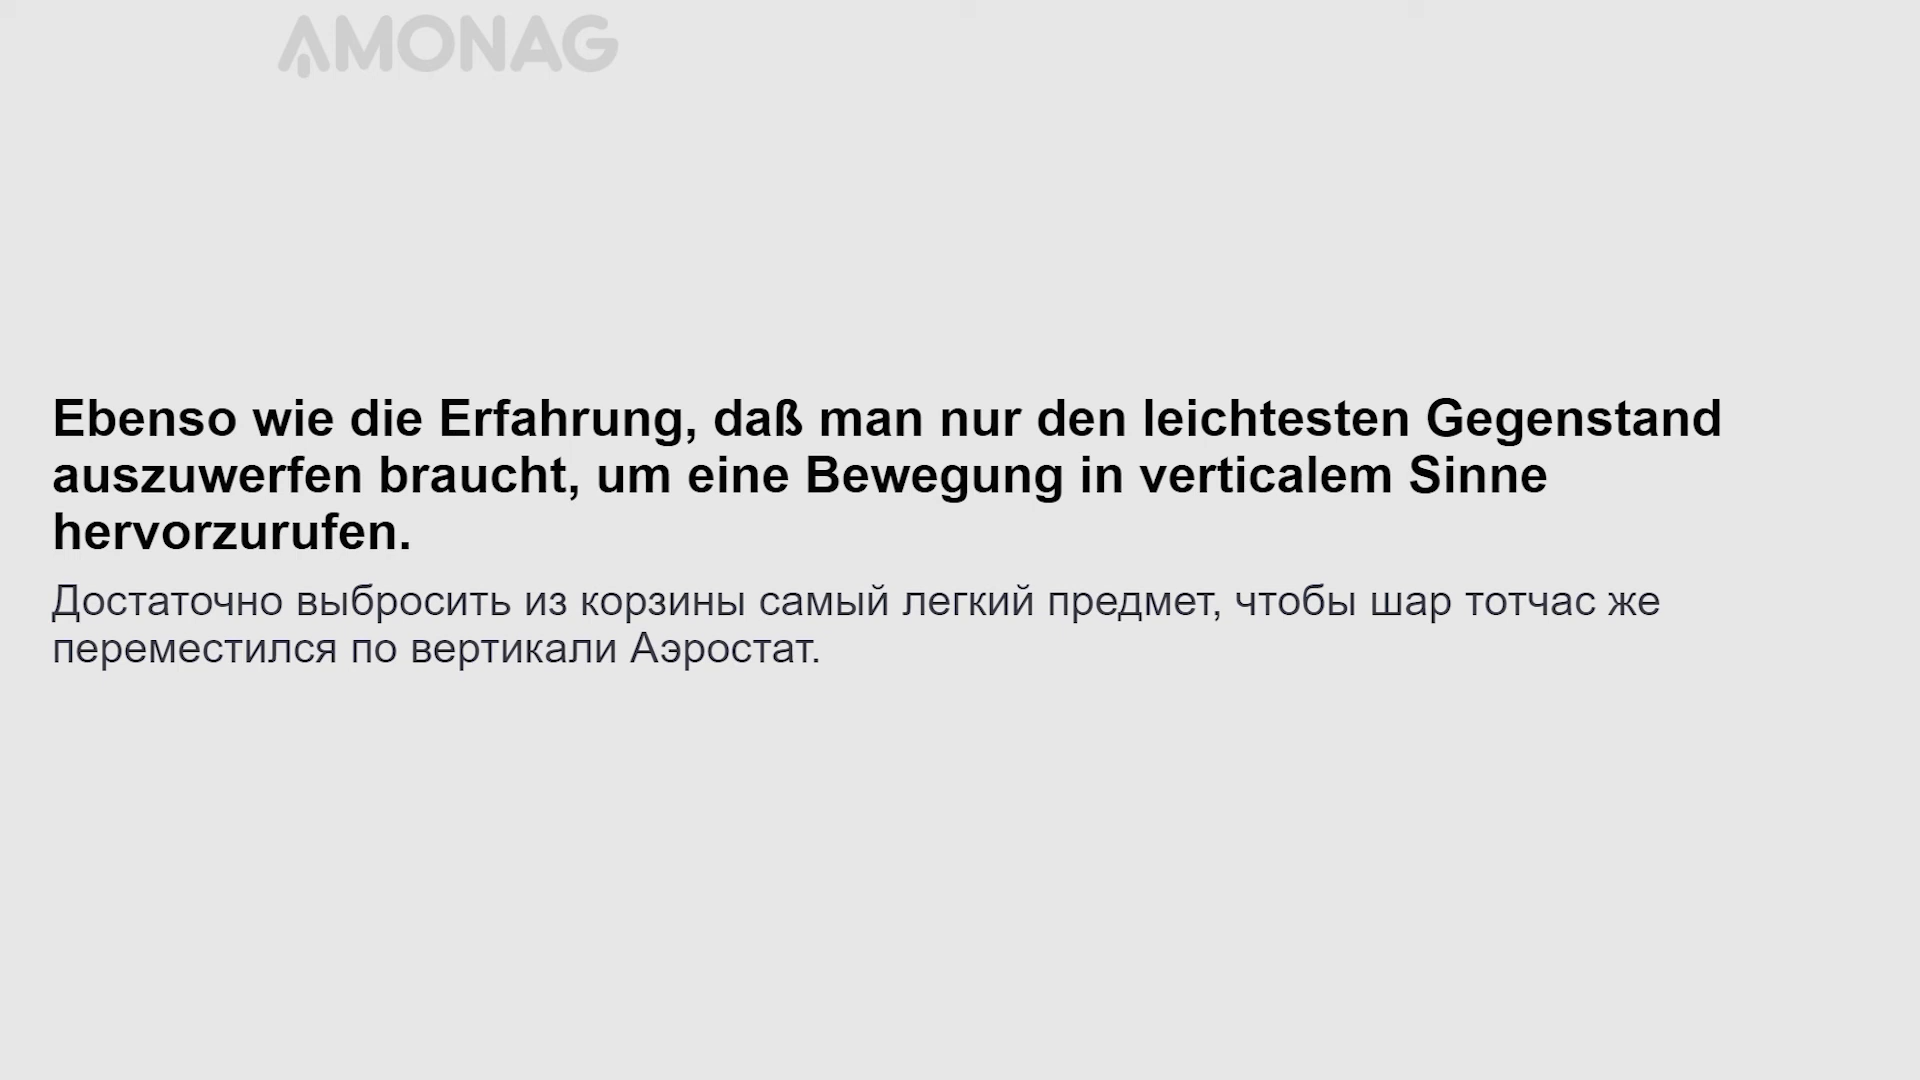 AMONAG
Ebenso wie die Erfahrung, daß man nur den leichtesten Gegenstand
auszuwerfen braucht, um eine Bewegung in verticalem Sinne
hervorzurufen.
Достаточно выбросить из корзины самый легкий предмет, чтобы шар тотчас же
переместился по вертикали Аэростат.